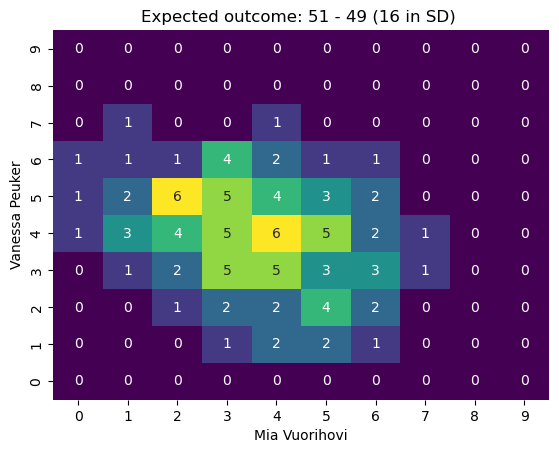 Expected outcome: 51 - 49 (16 in SD)
Vanessa Peuker
9 0 0 0 0 0 0 0 0 0 0
8 0 0 0 0 0 0 0 0 0 0
7 0 1 0 0 1 0 0 0 0 0
6 1 1 1 4 2 1 1 0 0 0
5 1 2 6 5 4 3 2 0 0 0
4 1 3 4 5 6 5 2 1 0 0
3 0 1 2 5 5 3 3 1 0 0
2 0 0 1 2 2 4 2 0 0 0
1 0 0 0 1 2 2 1 0 0 0
0 0 0 0 0 0 0 0 0 0 0
0 1 2 3 4 5 6 7 8 9
Mia Vuorihovi